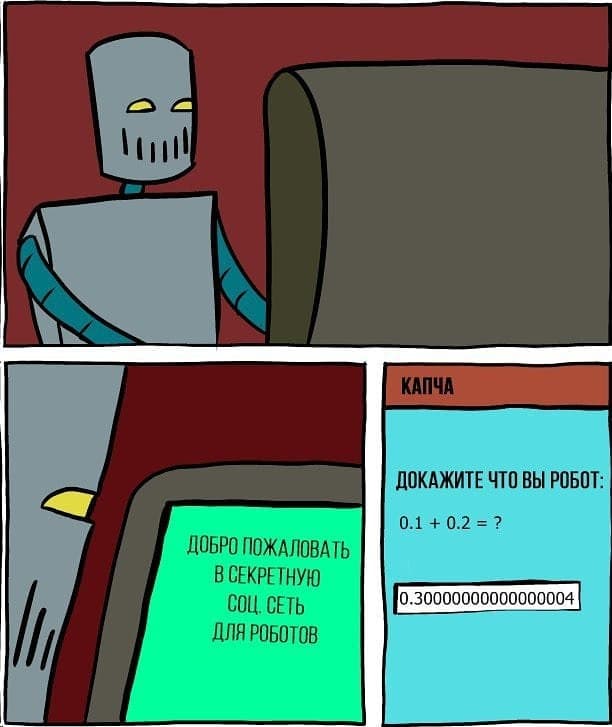 ДОБРО ПОЖАЛОВАТЬ
В СЕКРЕТНУЮ
СОЦ. СЕТЬ
ДЛЯ РОБОТОВ
КАПЧА
ДОКАЖИТЕ ЧТО ВЫ РОБОТ:
0.1 + 0.2 = ?
0.30000000000000004